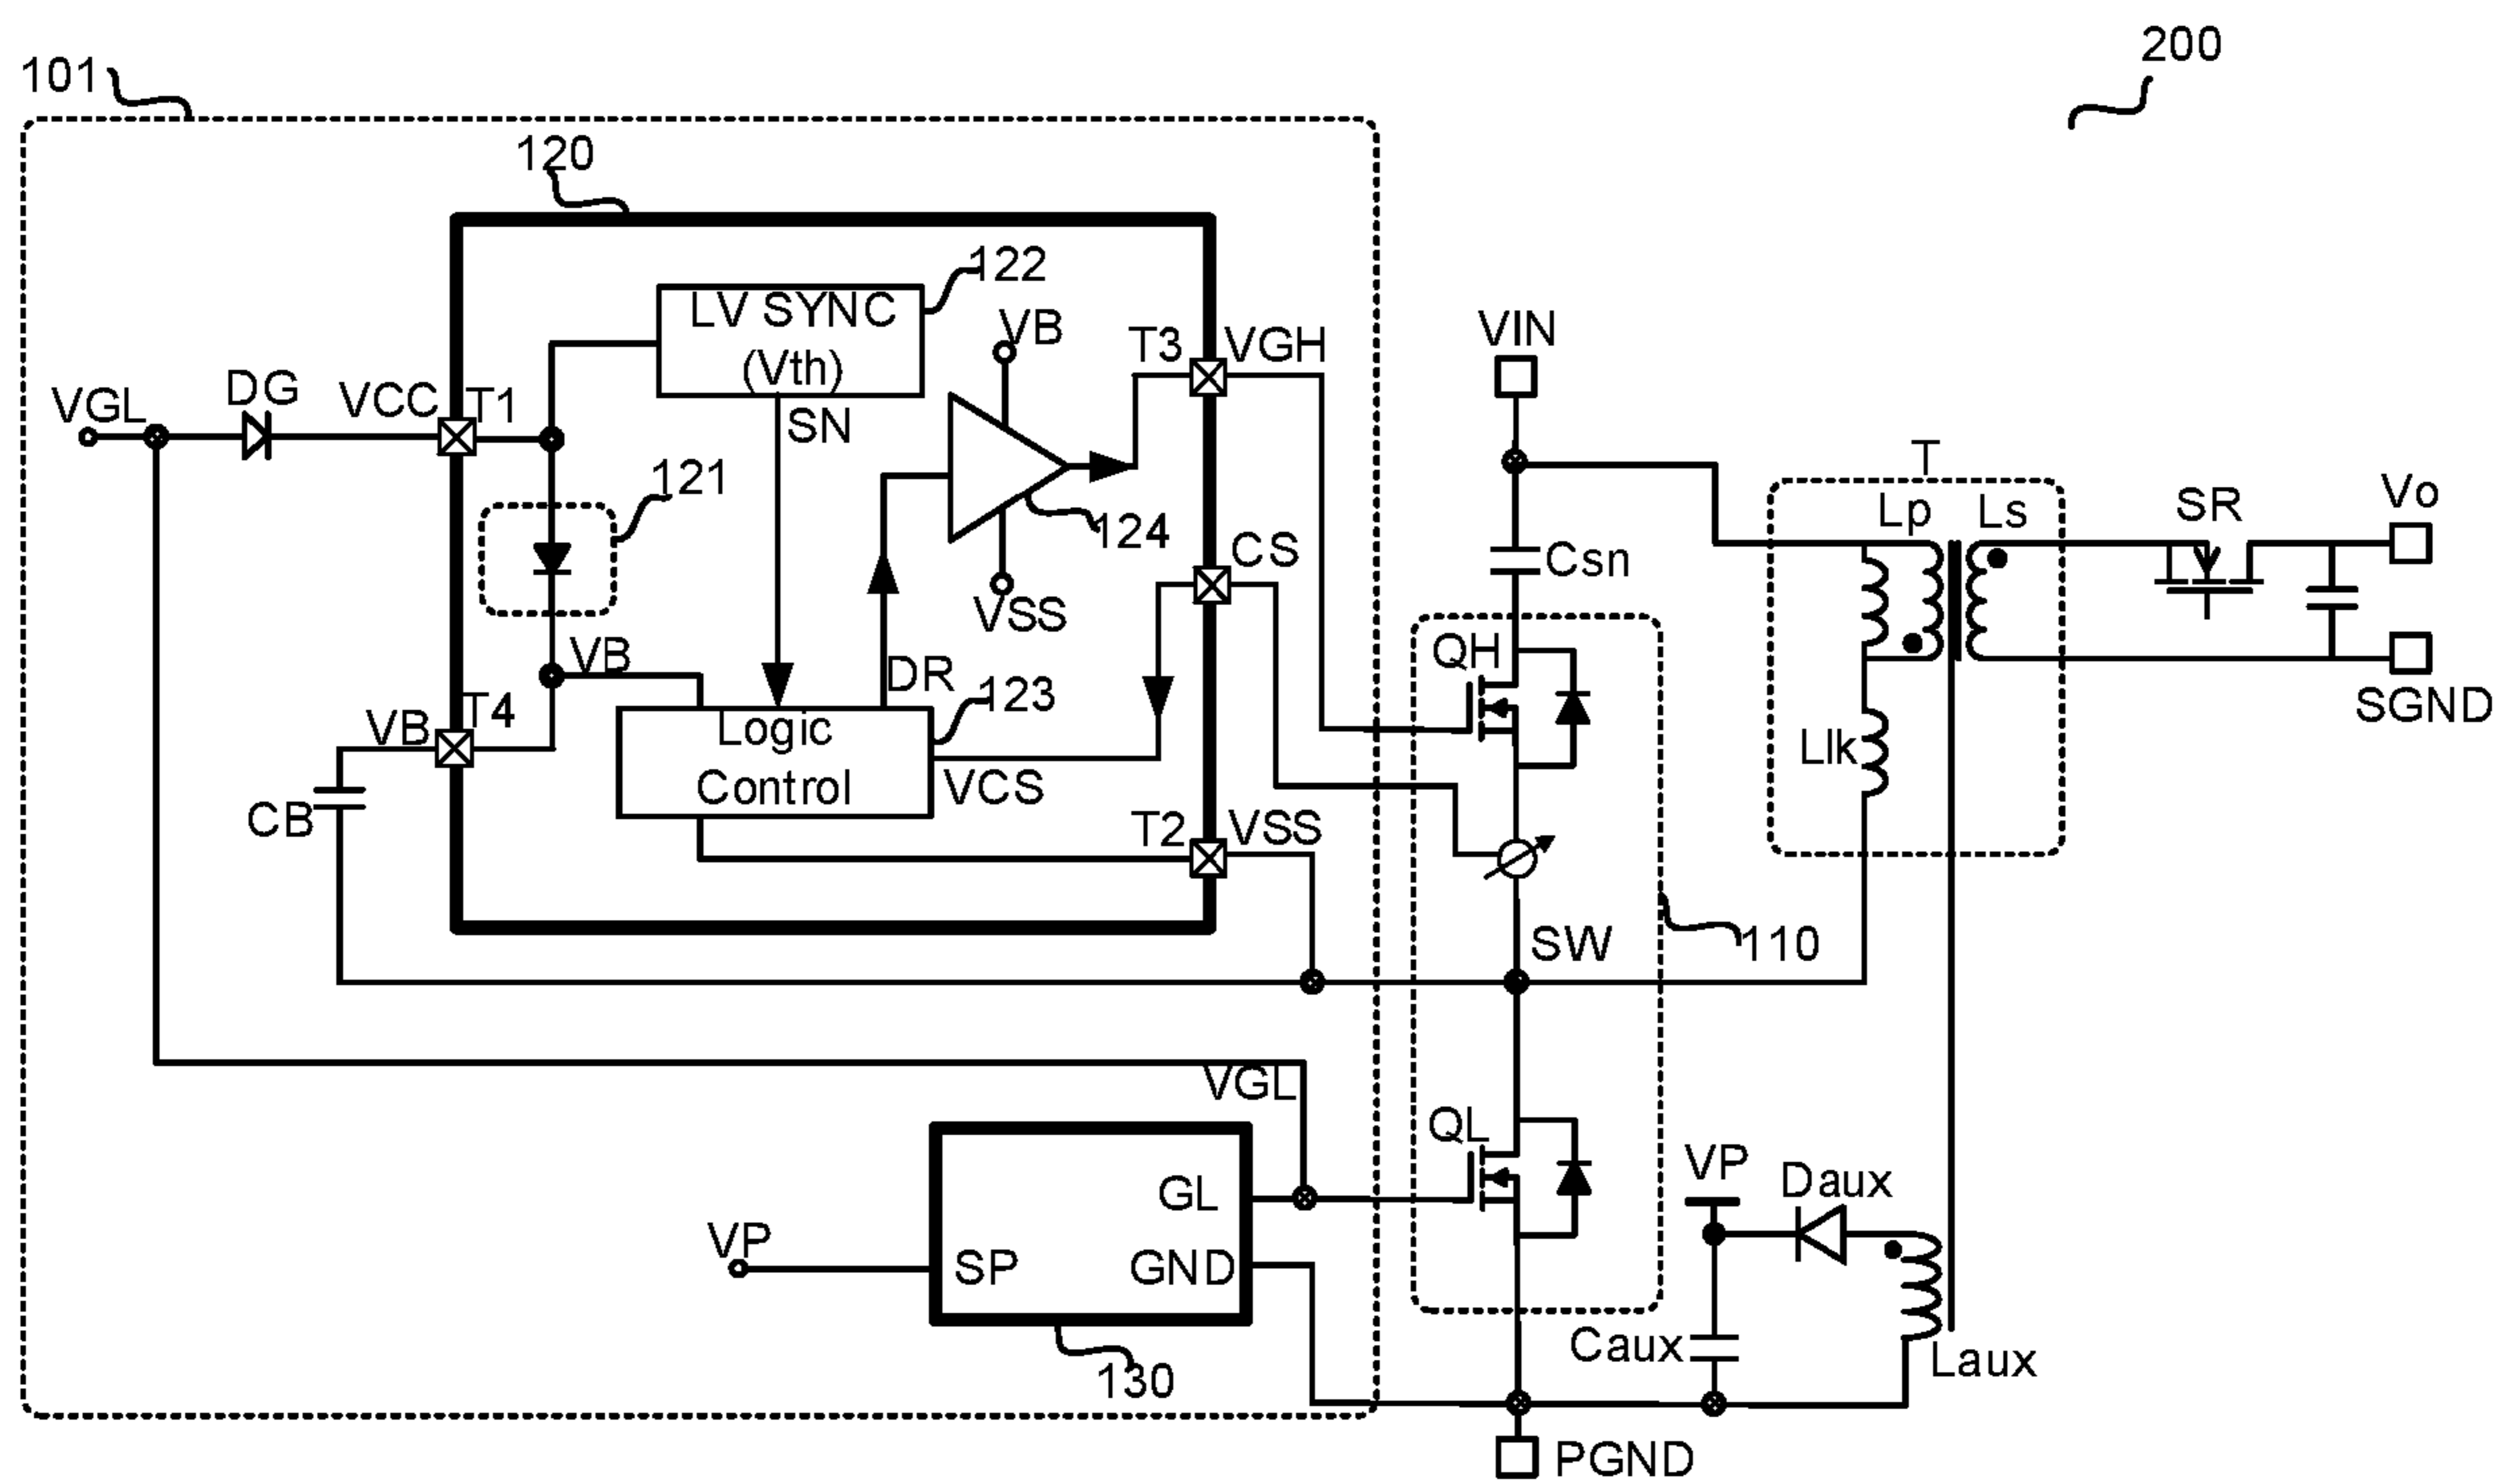 200
101
120
122
LV SYNC
(Vth)
VB
T3
VGH
VIN
SN
VGL
DG
VCC
T1
121
124
CS
VSS
Csn
T
Lp
Ls
SR
Vo
VB
DR
QH
T4
VB
123
Logic
Control
VCS
Llk
SGND
CB
T2
VSS
SW
110
VGL
QL
GL
VP
SP
GND
VP
Daux
130
Caux
Laux
PGND